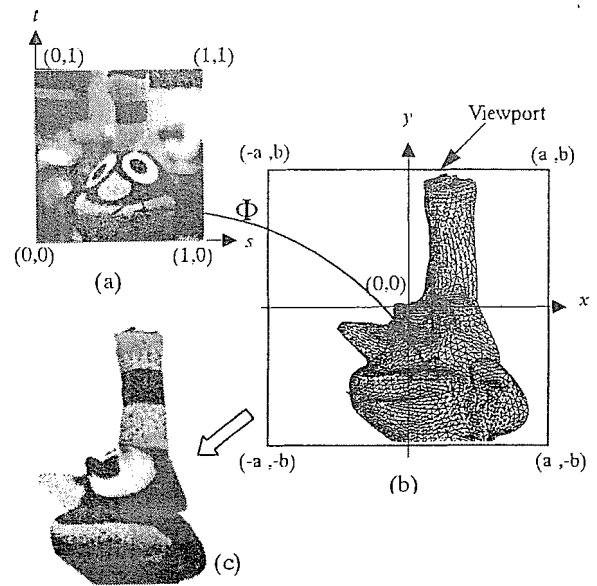 t
(0,1) (1,1)
(0,0) (1,0) s
(a)
Φ
Viewport
y
(-a ,b) (a ,b)
(0,0)
x
(-a ,-b) (a ,-b)
(b)
(c)